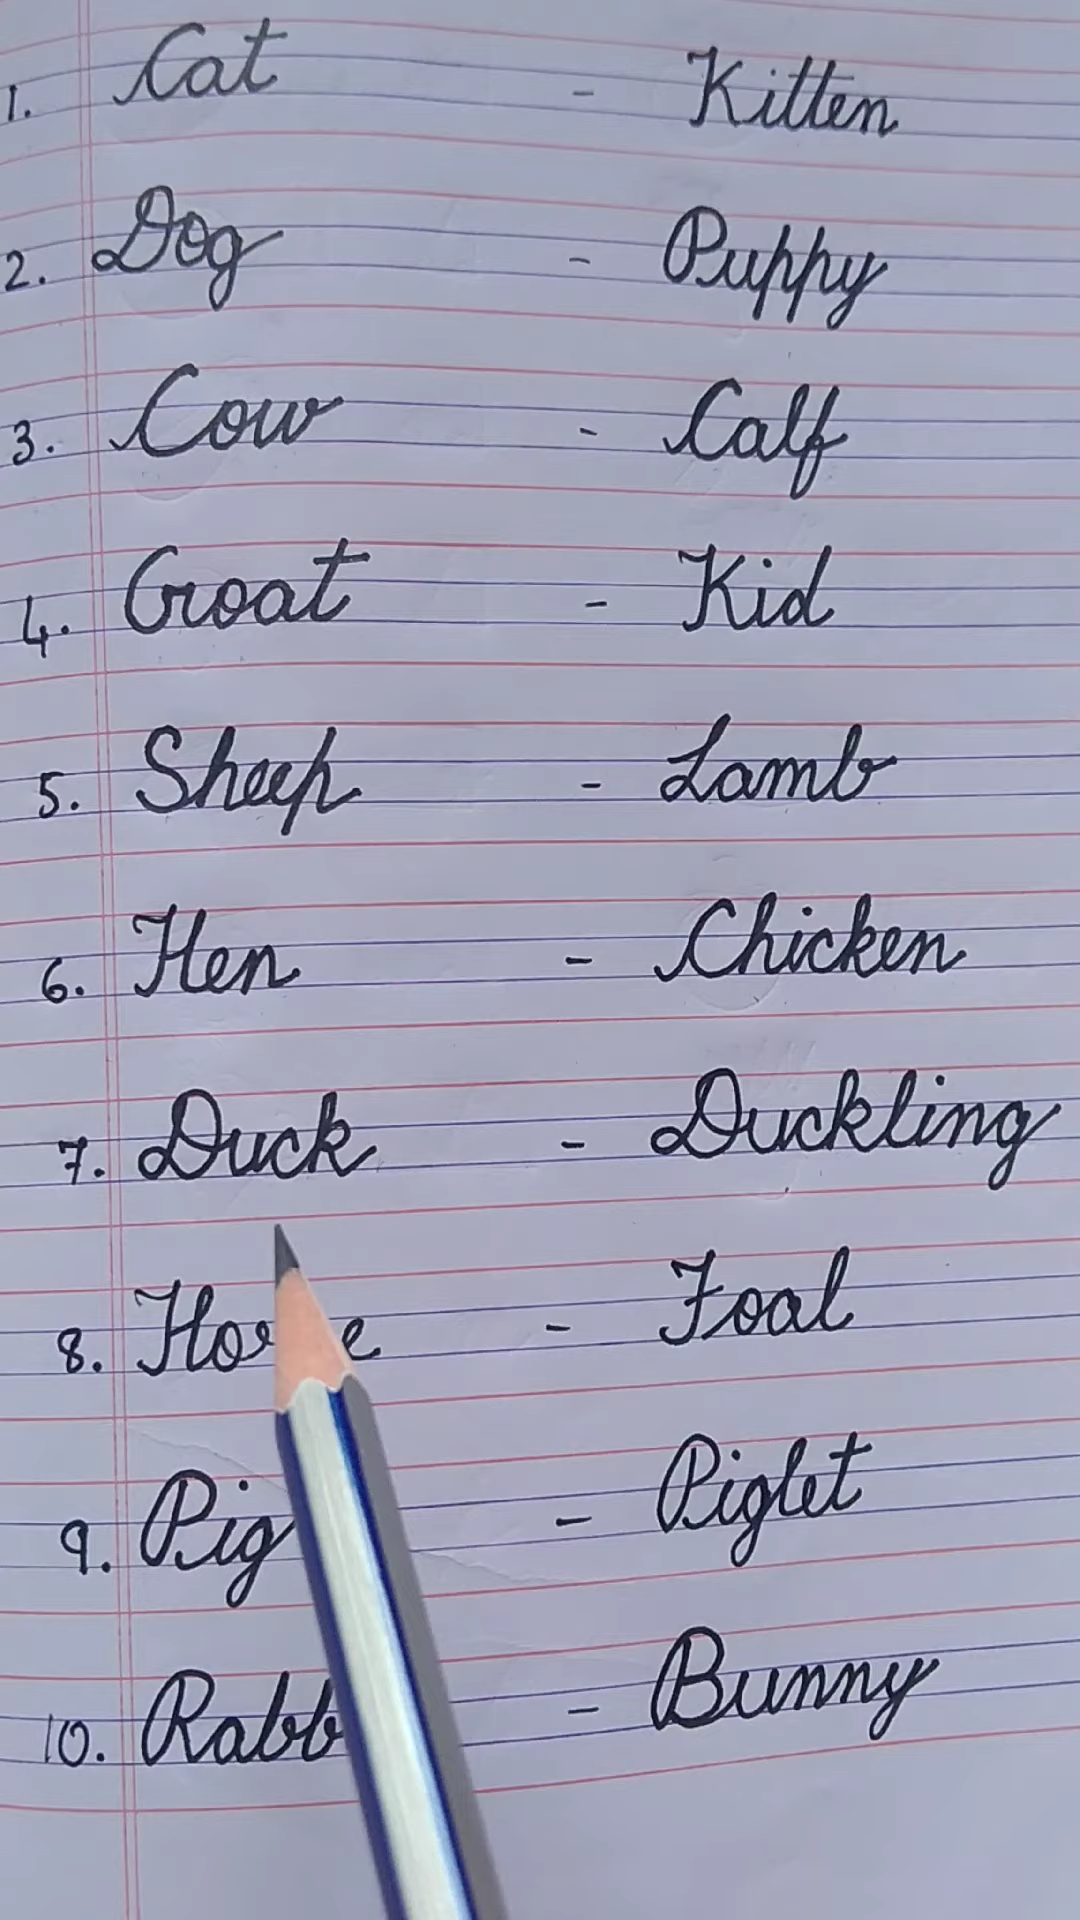 1. Cat - Kitten
2. Dog - Puppy
3. Cow - Calf
4. Goat - Kid
5. Sheep - Lamb
6. Hen - Chicken
7. Duck - Duckling
8. - Foal
9. Pig - Piglet
10. - Bunny